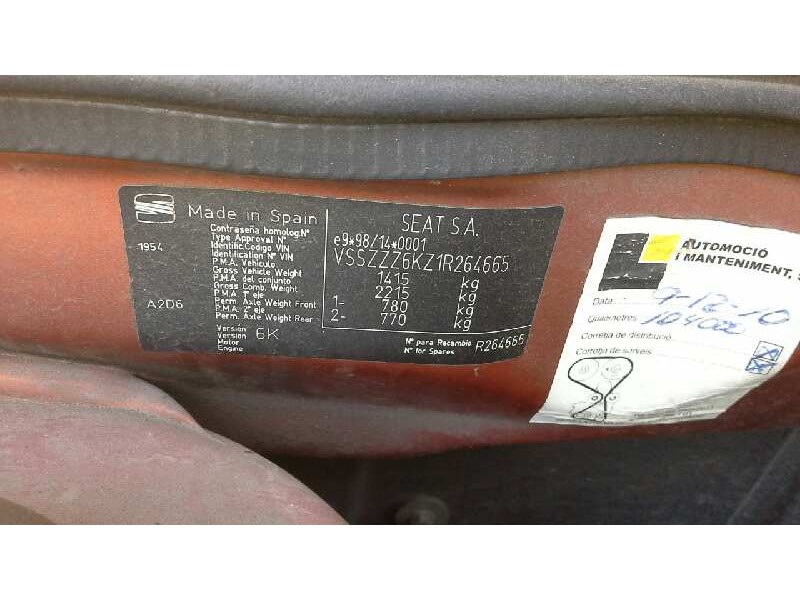 Made in Spain
SEAT S.A.
Contraseña homolog.Nº
Type Approval Nº
e9*98/14*0001
1954
Identific.Codigo VIN
Identification Nº VIN
VSSZZZ6KZ1R264665
P.M.A. Vehiculo
Gross Vehicle Weight
1415 kg
P.M.A. del conjunto
Gross Comb. Weight
2215 kg
A2D6
P.M.A. 1º eje
Perm. Axle Weight Front
1- 780 kg
P.M.A. 2º eje
Perm. Axle Weight Rear
2- 770 kg
Versión
Version
6K
Motor
Engine
Nº para Recambio
Nº for Spares
R264665
AUTOMOCIÓ
I MANTENIMENT, S
Data
9-12-10
Quilòmetres
104000
Corretja de distribució
Corretja de serveis